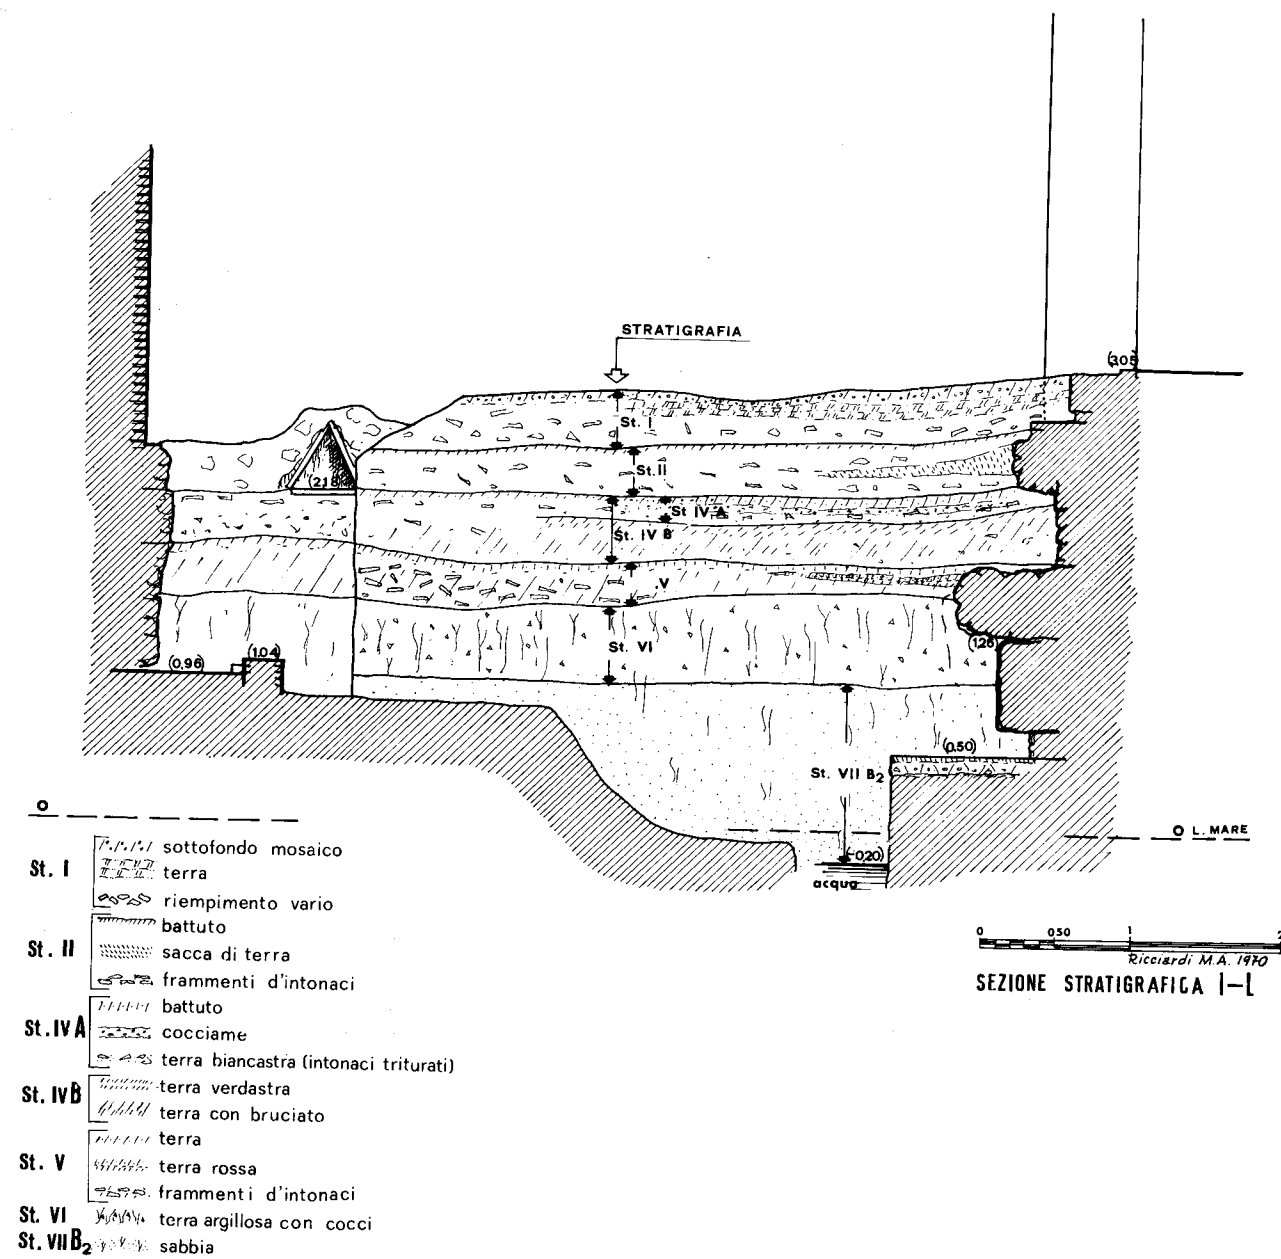 STRATIGRAFIA
(3.05)
St. I
St. II
(2.18)
St IV A
St. IV B
V
St. VI
(0.96)
(1.04)
(1.26)
(0.50)
St. VII B2
O
O L. MARE
(-0.20)
acqua
St. I
sottofondo mosaico
terra
riempimento vario
St. II
battuto
sacca di terra
frammenti d'intonaci
St. IV A
battuto
cocciame
terra biancastra (intonaci triturati)
St. IVB
terra verdastra
terra con bruciato
St. V
terra
terra rossa
frammenti d'intonaci
St. VI terra argillosa con cocci
St. VIIB2 sabbia
0 0.50 1 2
Ricciardi M.A. 1970
SEZIONE STRATIGRAFICA I-L